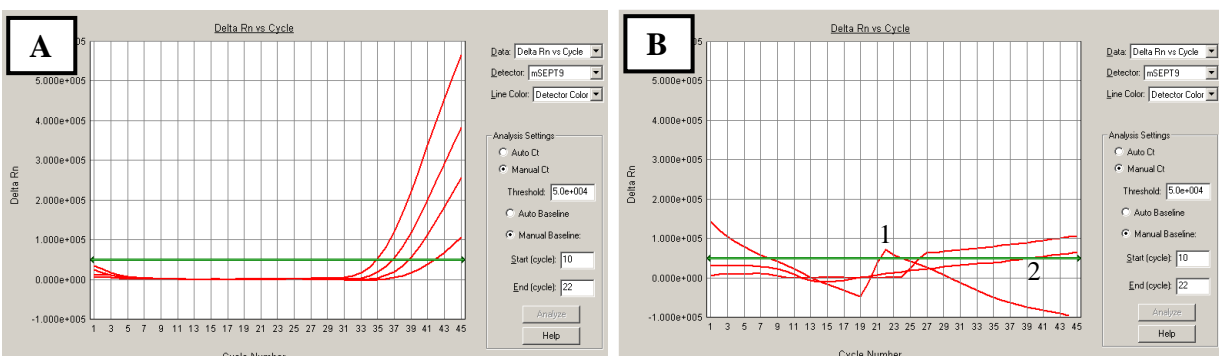 A
Delta Rn vs Cycle
5.000e+005
4.000e+005
3.000e+005
2.000e+005
1.000e+005
0.000e+000
-1.000e+005
Delta Rn
1 3 5 7 9 11 13 15 17 19 21 23 25 27 29 31 33 35 37 39 41 43 45
Cycle Number
Data: Delta Rn vs Cycle
Detector: mSEPT9
Line Color: Detector Color
Analysis Settings
Auto Ct
Manual Ct
Threshold: 5.0e+004
Auto Baseline
Manual Baseline:
Start (cycle): 10
End (cycle): 22
Analyze
Help
B
Delta Rn vs Cycle
5.000e+005
4.000e+005
3.000e+005
2.000e+005
1.000e+005
0.000e+000
-1.000e+005
Delta Rn
1
2
1 3 5 7 9 11 13 15 17 19 21 23 25 27 29 31 33 35 37 39 41 43 45
Cycle Number
Data: Delta Rn vs Cycle
Detector: mSEPT9
Line Color: Detector Color
Analysis Settings
Auto Ct
Manual Ct
Threshold: 5.0e+004
Auto Baseline
Manual Baseline:
Start (cycle): 10
End (cycle): 22
Analyze
Help